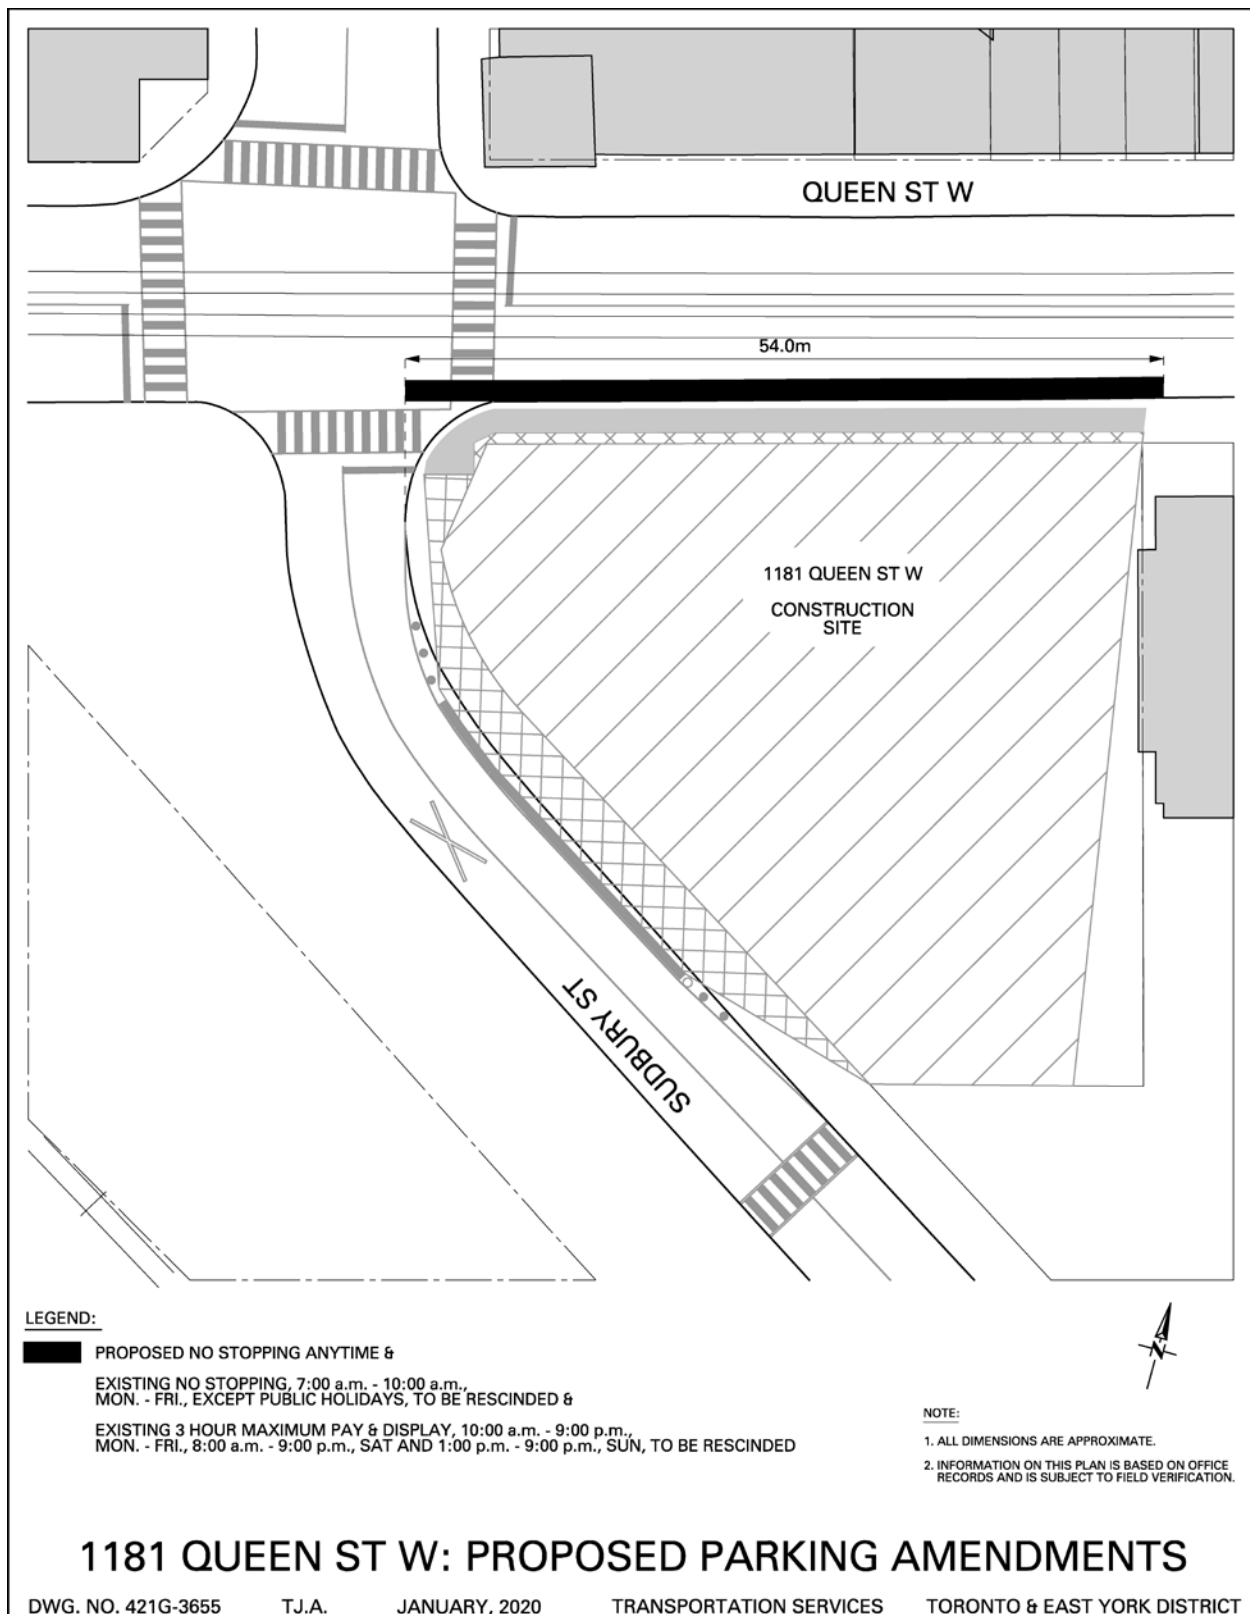 QUEEN ST W
54.0m
1181 QUEEN ST W
CONSTRUCTION
SITE
SUDBURY ST
LEGEND:
PROPOSED NO STOPPING ANYTIME &
EXISTING NO STOPPING, 7:00 a.m. - 10:00 a.m.,
MON. - FRI., EXCEPT PUBLIC HOLIDAYS, TO BE RESCINDED &
EXISTING 3 HOUR MAXIMUM PAY & DISPLAY, 10:00 a.m. - 9:00 p.m.,
MON. - FRI., 8:00 a.m. - 9:00 p.m., SAT AND 1:00 p.m. - 9:00 p.m., SUN, TO BE RESCINDED
N
NOTE:
1. ALL DIMENSIONS ARE APPROXIMATE.
2. INFORMATION ON THIS PLAN IS BASED ON OFFICE
RECORDS AND IS SUBJECT TO FIELD VERIFICATION.
1181 QUEEN ST W: PROPOSED PARKING AMENDMENTS
DWG. NO. 421G-3655 TJ.A. JANUARY, 2020 TRANSPORTATION SERVICES TORONTO & EAST YORK DISTRICT